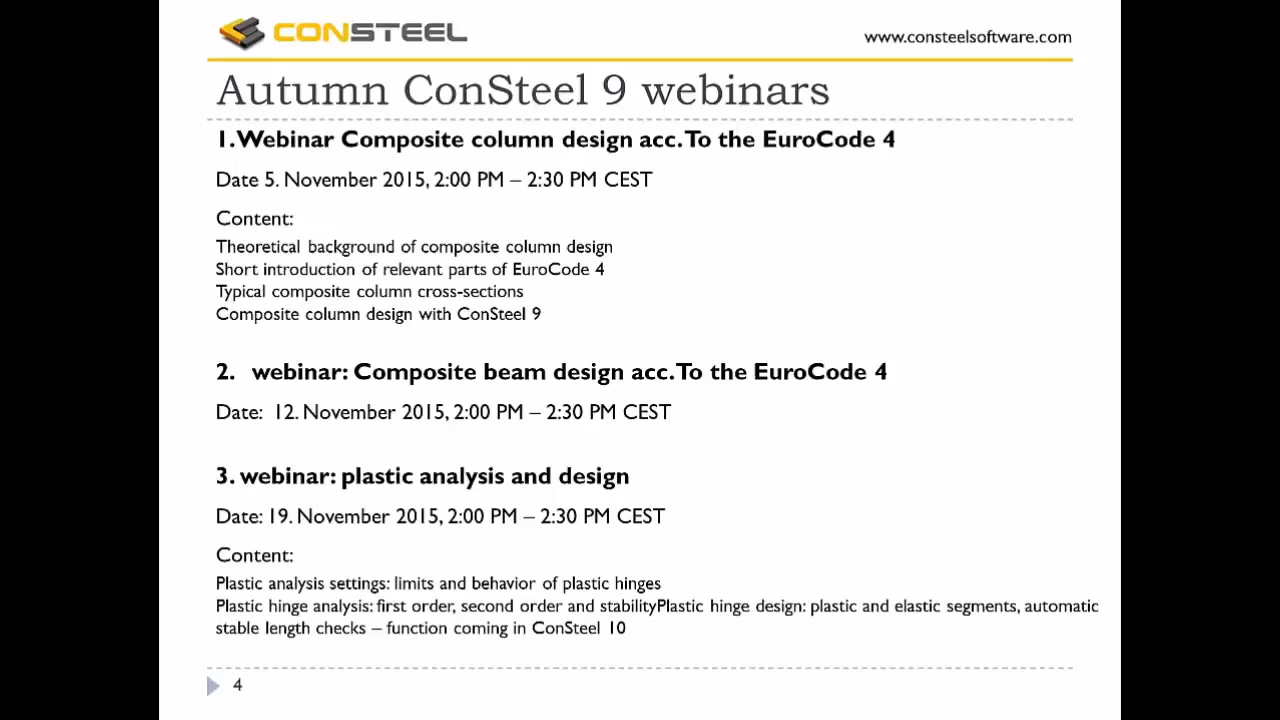 CONSTEEL
www.consteelsoftware.com
Autumn ConSteel 9 webinars
1. Webinar Composite column design acc. To the EuroCode 4
Date 5. November 2015, 2:00 PM – 2:30 PM CEST
Content:
Theoretical background of composite column design
Short introduction of relevant parts of EuroCode 4
Typical composite column cross-sections
Composite column design with ConSteel 9
2. webinar: Composite beam design acc. To the EuroCode 4
Date: 12. November 2015, 2:00 PM – 2:30 PM CEST
3. webinar: plastic analysis and design
Date: 19. November 2015, 2:00 PM – 2:30 PM CEST
Content:
Plastic analysis settings: limits and behavior of plastic hinges
Plastic hinge analysis: first order, second order and stabilityPlastic hinge design: plastic and elastic segments, automatic
stable length checks – function coming in ConSteel 10
4